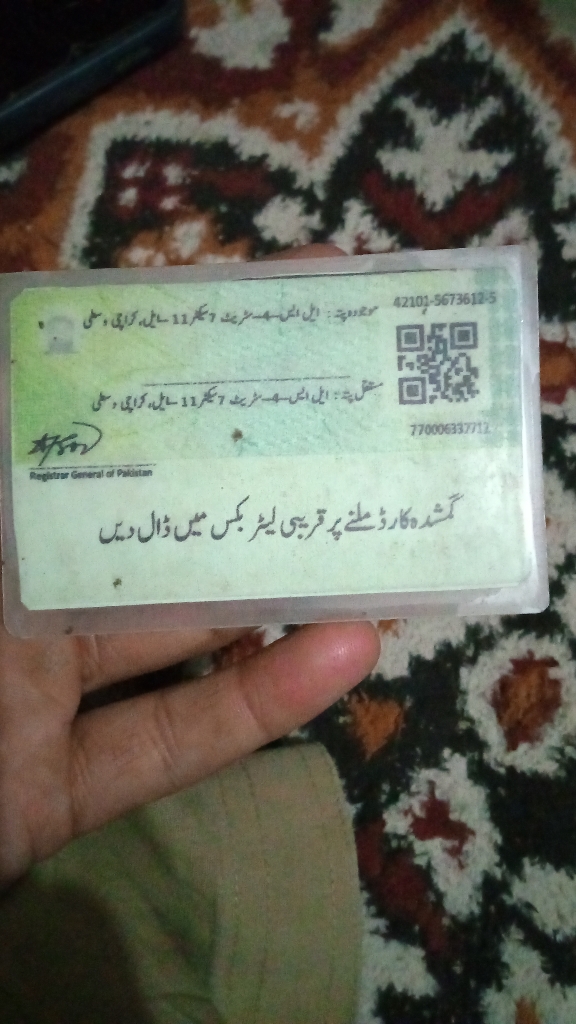 42101-5673612-5
موجودہ پتہ : ایل ایس-4-سٹریٹ 7 سیکٹر 11 ایل، کراچی وسطی
مستقل پتہ : ایل ایس-4-سٹریٹ 7 سیکٹر 11 ایل، کراچی وسطی
770006337712
Registrar General of Pakistan
گمشدہ کارڈ ملنے پر قریبی لیٹر بکس میں ڈال دیں